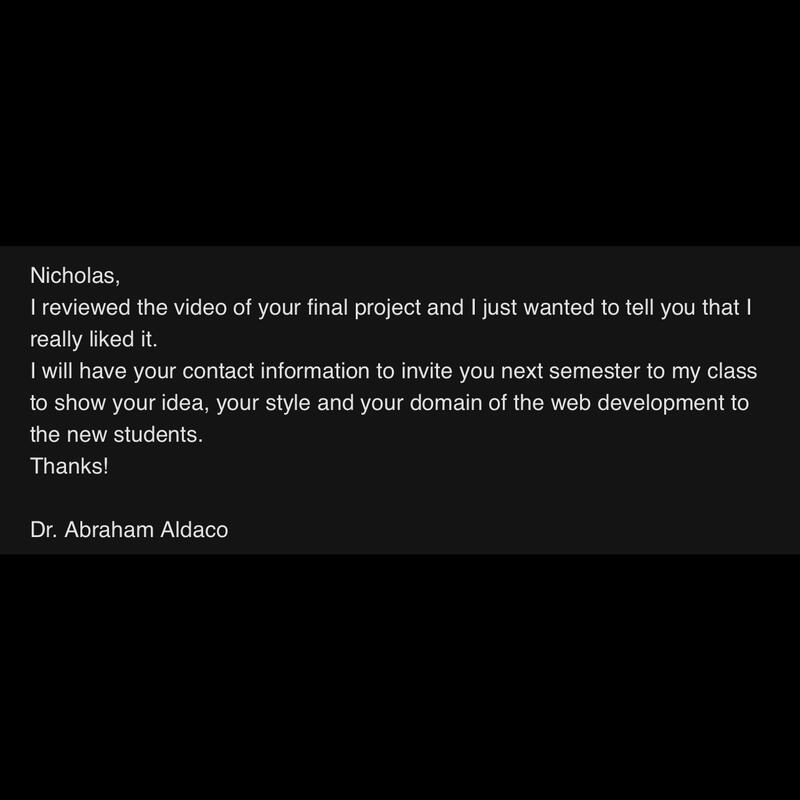 Nicholas,
I reviewed the video of your final project and I just wanted to tell you that I
really liked it.
I will have your contact information to invite you next semester to my class
to show your idea, your style and your domain of the web development to
the new students.
Thanks!
Dr. Abraham Aldaco